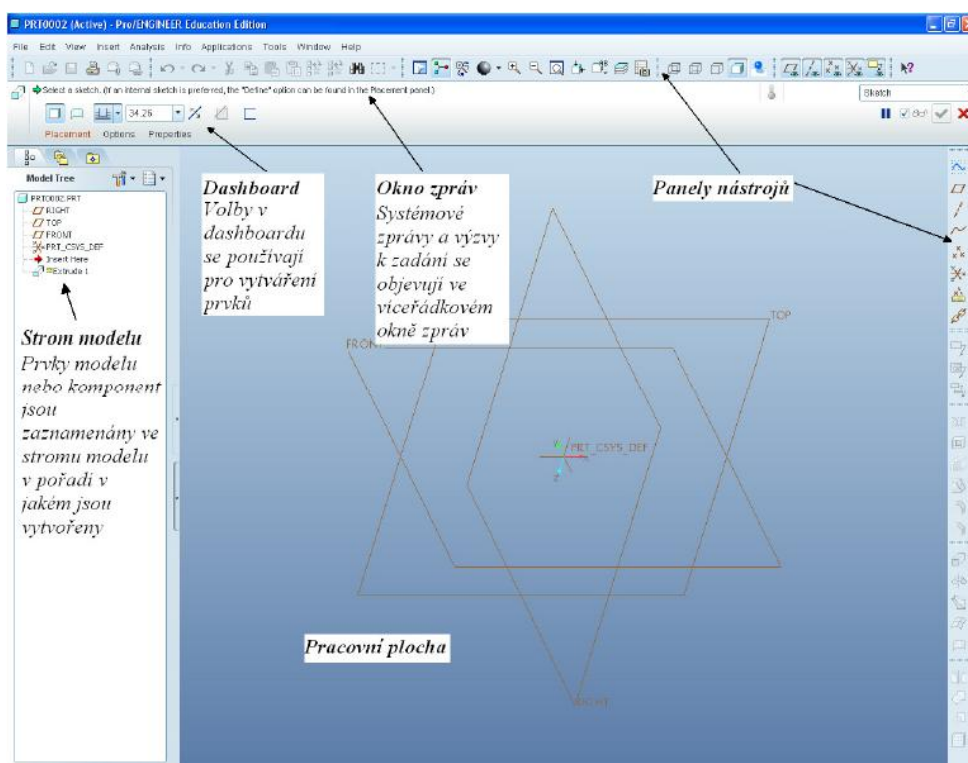 PRT0002 (Active) - Pro/ENGINEER Education Edition
File Edit View Insert Analysis Info Applications Tools Window Help
Select a sketch. (If an internal sketch is preferred, the "Define" option can be found in the Placement panel.)
Sketch
34.26
Placement Options Properties
Model Tree
PRT0002.PRT
RIGHT
TOP
FRONT
PRT_CSYS_DEF
Insert Here
Extrude 1
Dashboard
Volby v
dashboardu
se používají
pro vytváření
prvků
Okno zpráv
Systémové
zprávy a výzvy
k zadání se
objevují ve
víceřádkovém
okně zpráv
Panely nástrojů
Strom modelu
Prvky modelu
nebo komponent
jsou
zaznamenány ve
stromu modelu
v pořadí v
jakém jsou
vytvořeny
TOP
FRONT
PRT_CSYS_DEF
Pracovní plocha
RIGHT